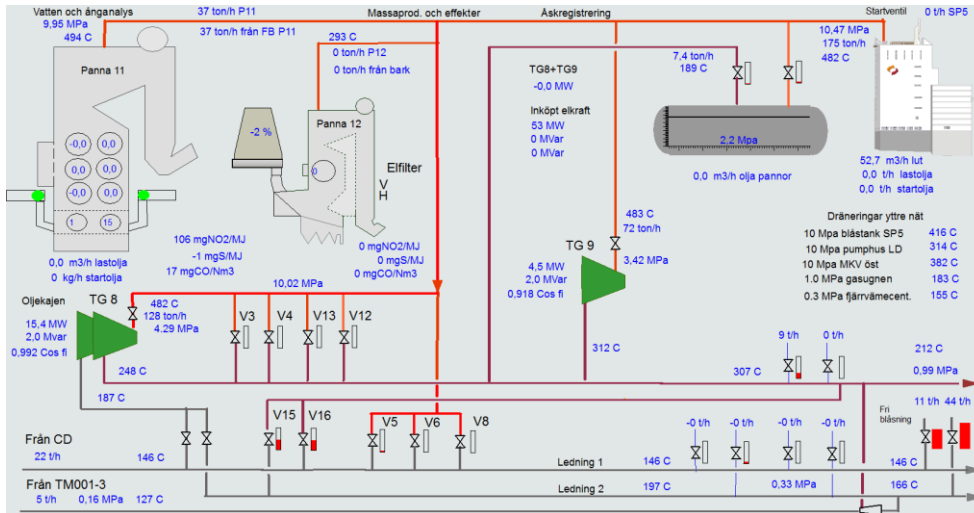 Vatten och ånganalys
9,95 MPa
494 C
37 ton/h P11
37 ton/h från FB P11
Massaprod. och effekter
Askregistrering
Startventil
0 t/h SP5
Panna 11
-0,0 0,0
0,0 0,0
-0,0 0,0
1 15
0,0 m3/h lastolja
0 kg/h startolja
293 C
0 ton/h P12
0 ton/h från bark
-2 %
Panna 12
0
Elfilter
V
H
106 mgNO2/MJ
-1 mgS/MJ
17 mgCO/Nm3
0 mgNO2/MJ
0 mgS/MJ
0 mgCO/Nm3
TG8+TG9
-0,0 MW
Inköpt elkraft
53 MW
0 MVar
0 MVar
7,4 ton/h
189 C
10,47 MPa
175 ton/h
482 C
2,2 Mpa
0,0 m3/h olja pannor
52,7 m3/h lut
0,0 t/h lastolja
0,0 t/h startolja
Dräneringar yttre nät
10 Mpa blåstank SP5 416 C
10 Mpa pumphus LD 314 C
10 Mpa MKV öst 382 C
1.0 MPa gasugnen 183 C
0.3 MPa fjärrvämecent. 155 C
483 C
72 ton/h
3,42 MPa
TG 9
4,5 MW
2,0 MVar
0,918 Cos fi
312 C
10,02 MPa
Oljekajen
TG 8
15,4 MW
2,0 Mvar
0,992 Cos fi
482 C
128 ton/h
4.29 MPa
V3 V4 V13 V12
248 C
187 C
307 C
9 t/h
0 t/h
212 C
0,99 MPa
V15 V16 V5 V6 V8
-0 t/h -0 t/h -0 t/h -0 t/h
Fri
blåsning
11 t/h 44 t/h
Från CD
22 t/h
146 C
Ledning 1
146 C
146 C
Från TM001-3
5 t/h 0,16 MPa 127 C
Ledning 2
197 C
0,33 MPa
166 C